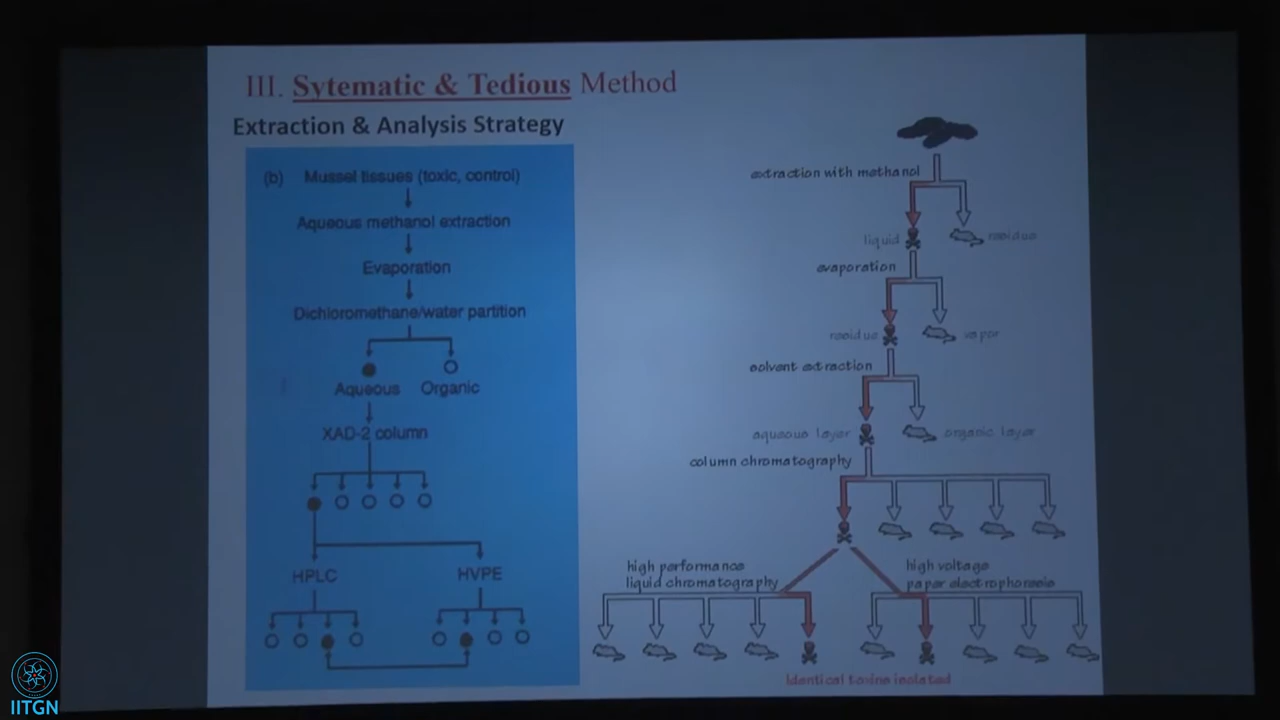 III. Sytematic & Tedious Method
Extraction & Analysis Strategy
(b) Mussel tissues (toxic, control)
Aqueous methanol extraction
Evaporation
Dichloromethane/water partition
Aqueous Organic
XAD-2 column
HPLC HVPE
extraction with methanol
liquid residue
evaporation
residue vapor
solvent extraction
aqueous layer organic layer
column chromatography
high performance
liquid chromatography
high voltage
paper electrophoresis
Identical toxins isolated
IITGN